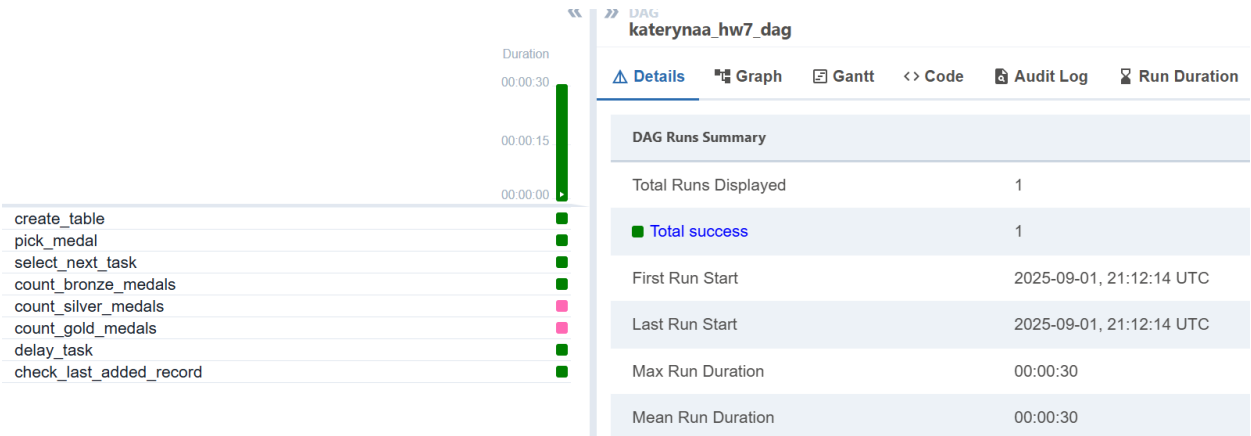 Duration
00:00:30
00:00:15
00:00:00
create_table
pick_medal
select_next_task
count_bronze_medals
count_silver_medals
count_gold_medals
delay_task
check_last_added_record
« » DAG
katerynaa_hw7_dag
Details Graph Gantt <> Code Audit Log Run Duration
DAG Runs Summary
Total Runs Displayed 1
Total success 1
First Run Start 2025-09-01, 21:12:14 UTC
Last Run Start 2025-09-01, 21:12:14 UTC
Max Run Duration 00:00:30
Mean Run Duration 00:00:30